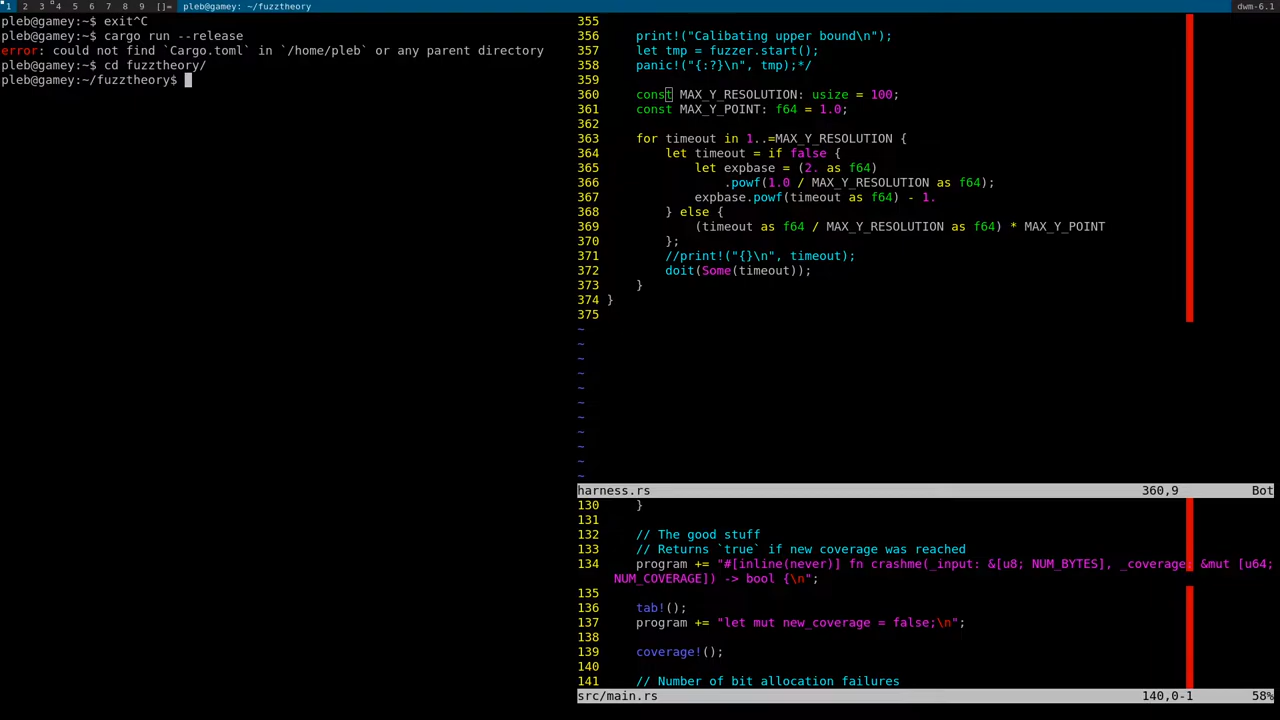 1 2 3 4 5 6 7 8 9 []= pleb@gamey: ~/fuzztheory dwm-6.1
pleb@gamey:~$ exit^C
pleb@gamey:~$ cargo run --release
error: could not find `Cargo.toml` in `/home/pleb` or any parent directory
pleb@gamey:~$ cd fuzztheory/
pleb@gamey:~/fuzztheory$
355
356     print!("Calibating upper bound\n");
357     let tmp = fuzzer.start();
358     panic!("{:?}\n", tmp);*/
359
360     const MAX_Y_RESOLUTION: usize = 100;
361     const MAX_Y_POINT: f64 = 1.0;
362
363     for timeout in 1..=MAX_Y_RESOLUTION {
364         let timeout = if false {
365             let expbase = (2. as f64)
366                 .powf(1.0 / MAX_Y_RESOLUTION as f64);
367             expbase.powf(timeout as f64) - 1.
368         } else {
369             (timeout as f64 / MAX_Y_RESOLUTION as f64) * MAX_Y_POINT
370         };
371         //print!("{}\n", timeout);
372         doit(Some(timeout));
373     }
374 }
375
~
~
~
~
~
~
~
~
~
~
~
harness.rs 360,9 Bot
130     }
131
132     // The good stuff
133     // Returns `true` if new coverage was reached
134     program += "#[inline(never)] fn crashme(_input: &[u8; NUM_BYTES], _coverage: &mut [u64;
NUM_COVERAGE]) -> bool {\n";
135
136     tab!();
137     program += "let mut new_coverage = false;\n";
138
139     coverage!();
140
141     // Number of bit allocation failures
src/main.rs 140,0-1 58%